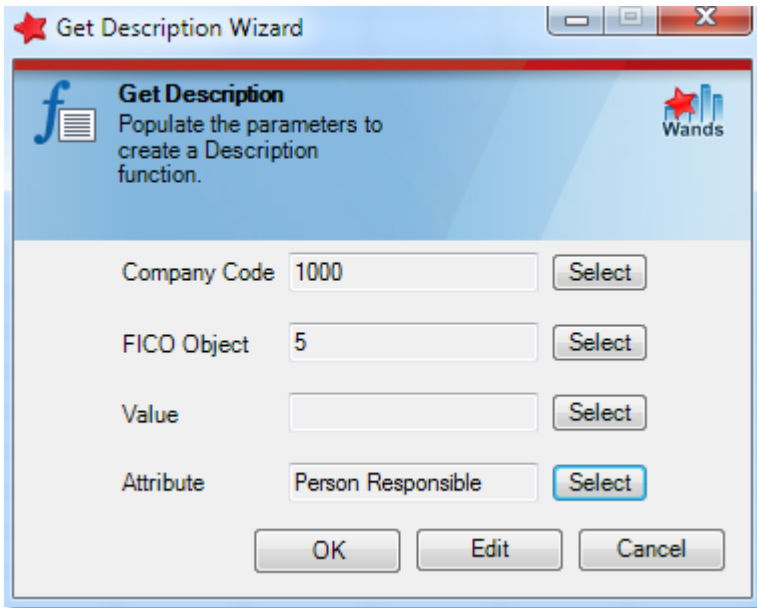 Get Description Wizard
Get Description
Populate the parameters to
create a Description
function.
Wands
Company Code 1000 Select
FICO Object 5 Select
Value Select
Attribute Person Responsible Select
OK Edit Cancel